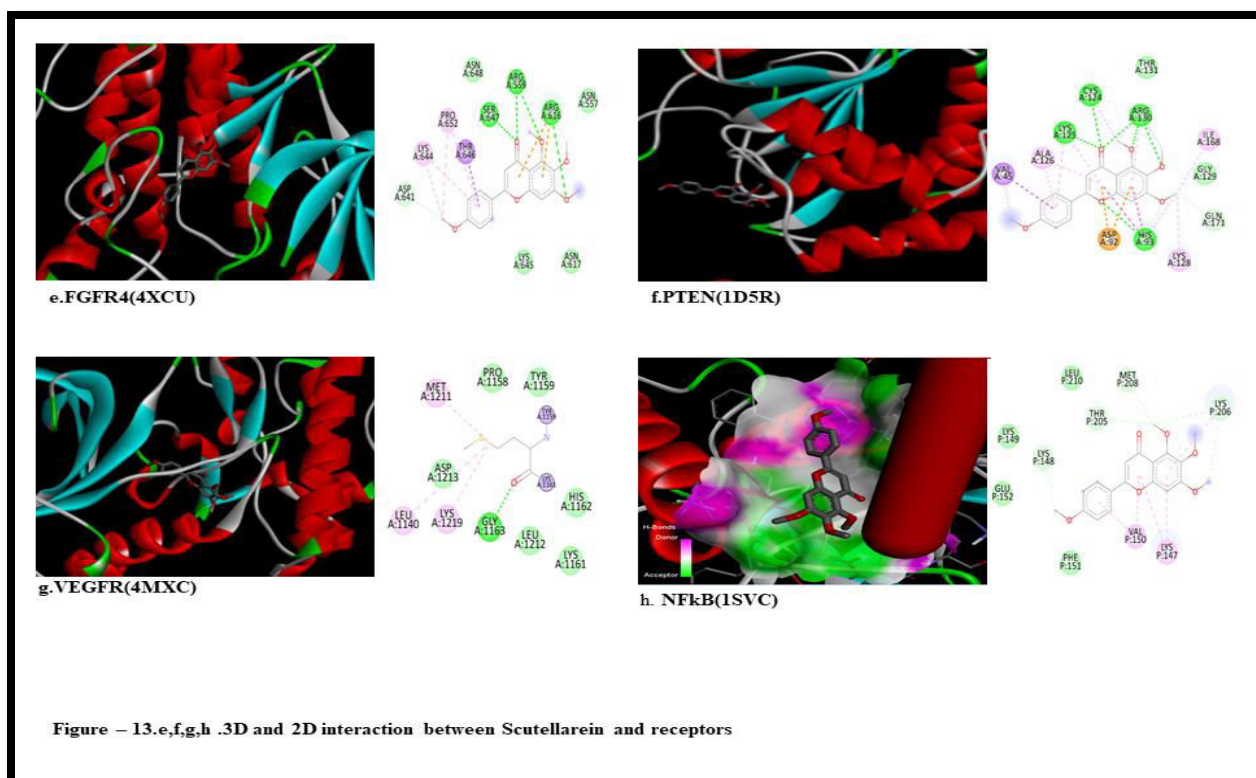 ASN
A:648
ARG
A:559
ASN
A:557
SER
A:647
ARG
A:616
PRO
A:652
LYS
A:644
THR
A:646
ASP
A:641
LYS
A:645
ASN
A:617
e.FGFR4(4XCU)
THR
A:131
CYS
A:124
ARG
A:130
A:125
ALA
A:126
ILE
A:168
VAL
A:45
GLY
A:129
GLN
A:171
ASP
A:92
HIS
A:93
LYS
A:128
f.PTEN(1D5R)
MET
A:1211
PRO
A:1158
TYR
A:1159
TYR
A:1159
ASP
A:1213
HIS
A:1162
LEU
A:1140
LYS
A:1219
GLY
A:1163
LEU
A:1212
LYS
A:1161
g.VEGFR(4MXC)
H-Bonds
Donor
Acceptor
LEU
P:210
MET
P:208
LYS
P:206
THR
P:205
LYS
P:149
LYS
P:148
GLU
P:152
VAL
P:150
LYS
P:147
PHE
P:151
h. NFkB(1SVC)
Figure – 13.e,f,g,h .3D and 2D interaction between Scutellarein and receptors